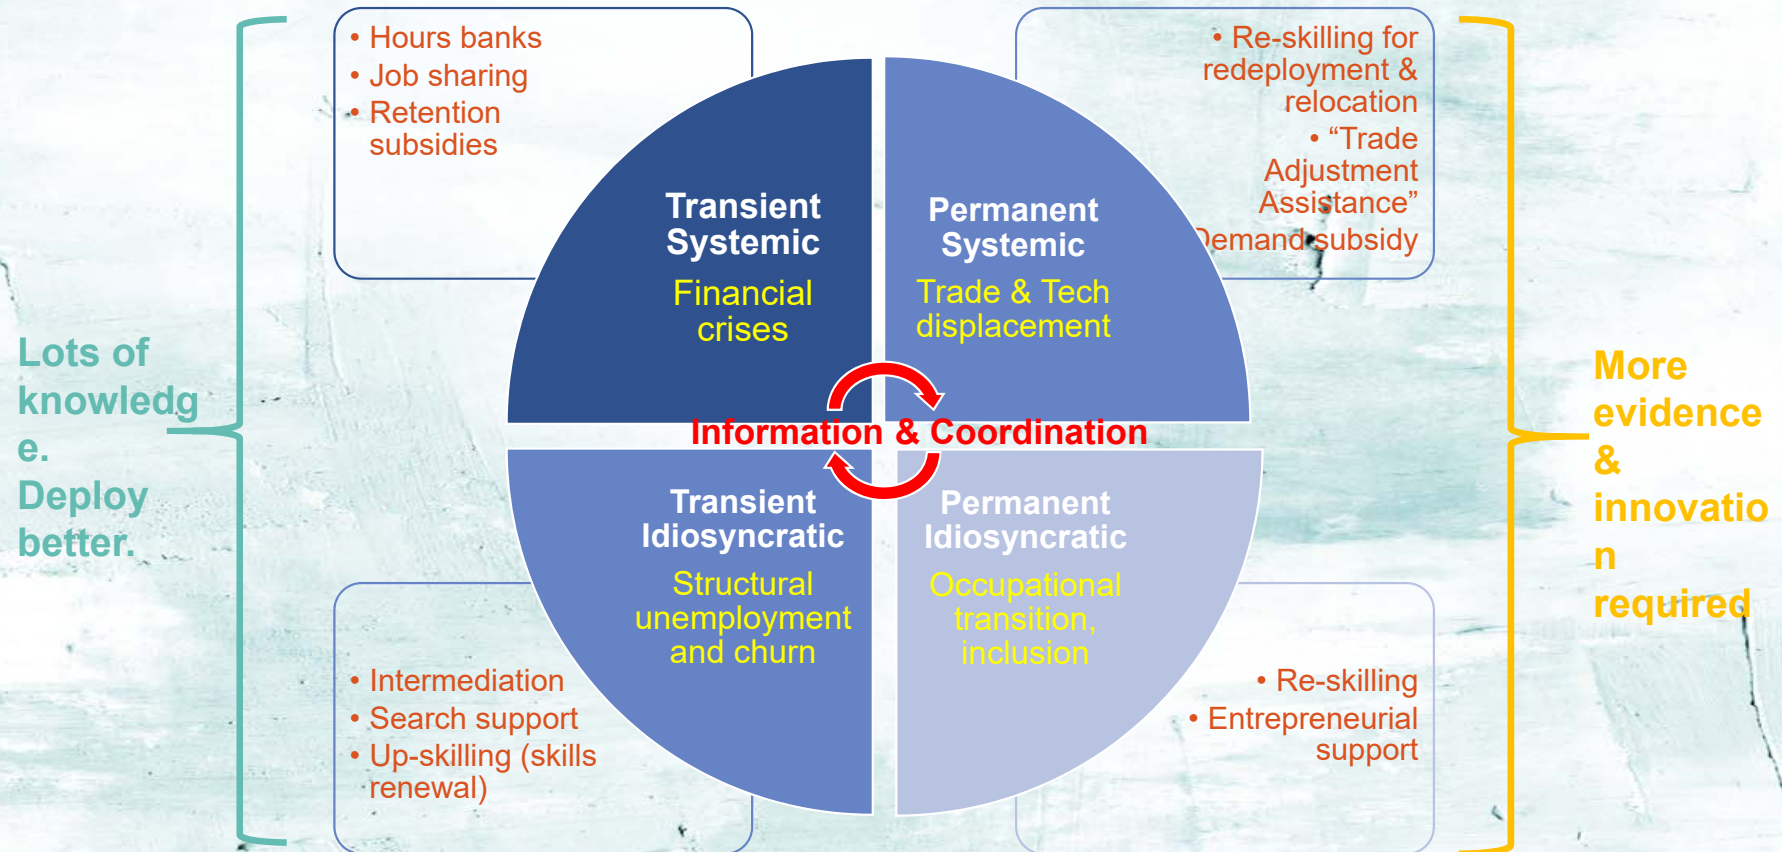 • Hours banks
• Job sharing
• Retention
subsidies
• Re-skilling for
redeployment &
relocation
• “Trade
Adjustment
Assistance”
Demand subsidy
Transient
Systemic
Financial
crises
Permanent
Systemic
Trade & Tech
displacement
Lots of
knowledg
e.
Deploy
better.
Information & Coordination
More
evidence
&
innovatio
n
required
Transient
Idiosyncratic
Structural
unemployment
and churn
Permanent
Idiosyncratic
Occupational
transition,
inclusion
• Intermediation
• Search support
• Up-skilling (skills
renewal)
• Re-skilling
• Entrepreneurial
support